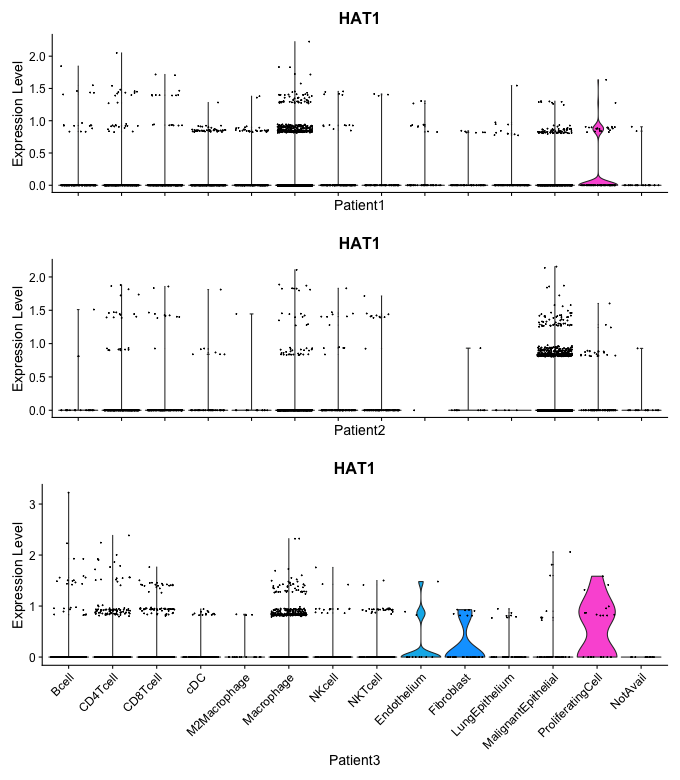 HAT1
Expression Level
2.0
1.5
1.0
0.5
0.0
Patient1
HAT1
Expression Level
2.0
1.5
1.0
0.5
0.0
Patient2
HAT1
Expression Level
3
2
1
0
Bcell
CD4Tcell
CD8Tcell
cDC
M2Macrophage
Macrophage
NKcell
NKTcell
Endothelium
Fibroblast
LungEpithelium
MalignantEpithelial
ProliferatingCell
NotAvail
Patient3